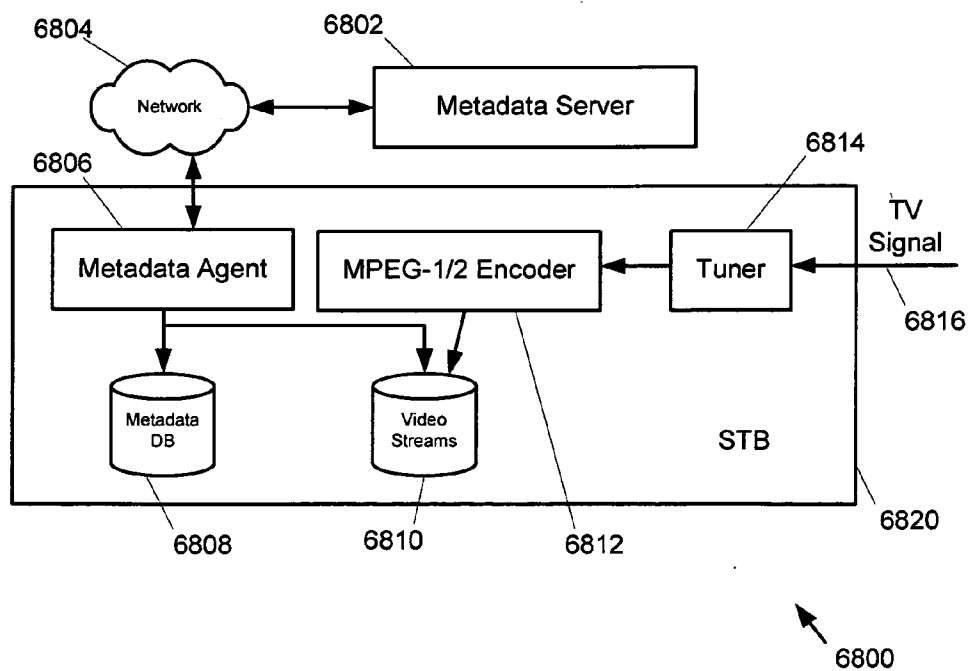 6804
6802
Network
Metadata Server
6806
6814
TV
Signal
Metadata Agent
MPEG-1/2 Encoder
Tuner
6816
Metadata
DB
Video
Streams
STB
6808
6810
6812
6820
6800